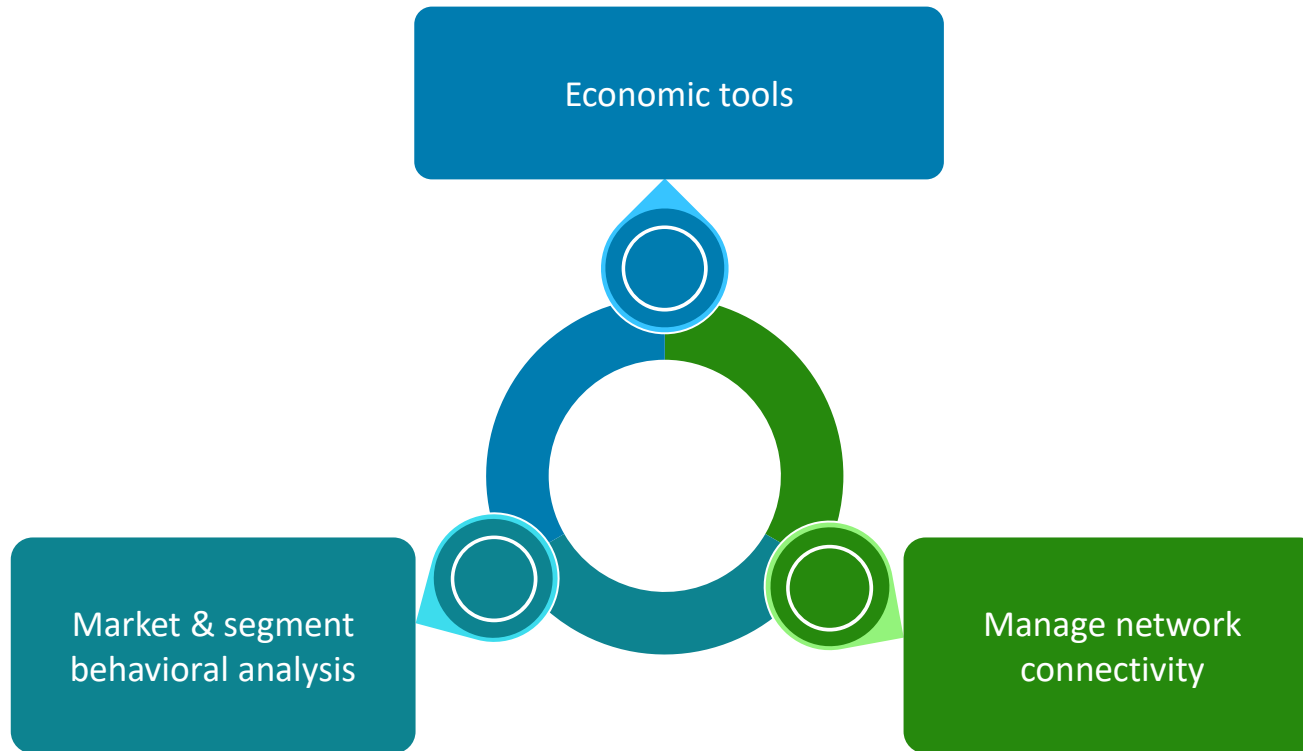 Economic tools
Market & segment
behavioral analysis
Manage network
connectivity